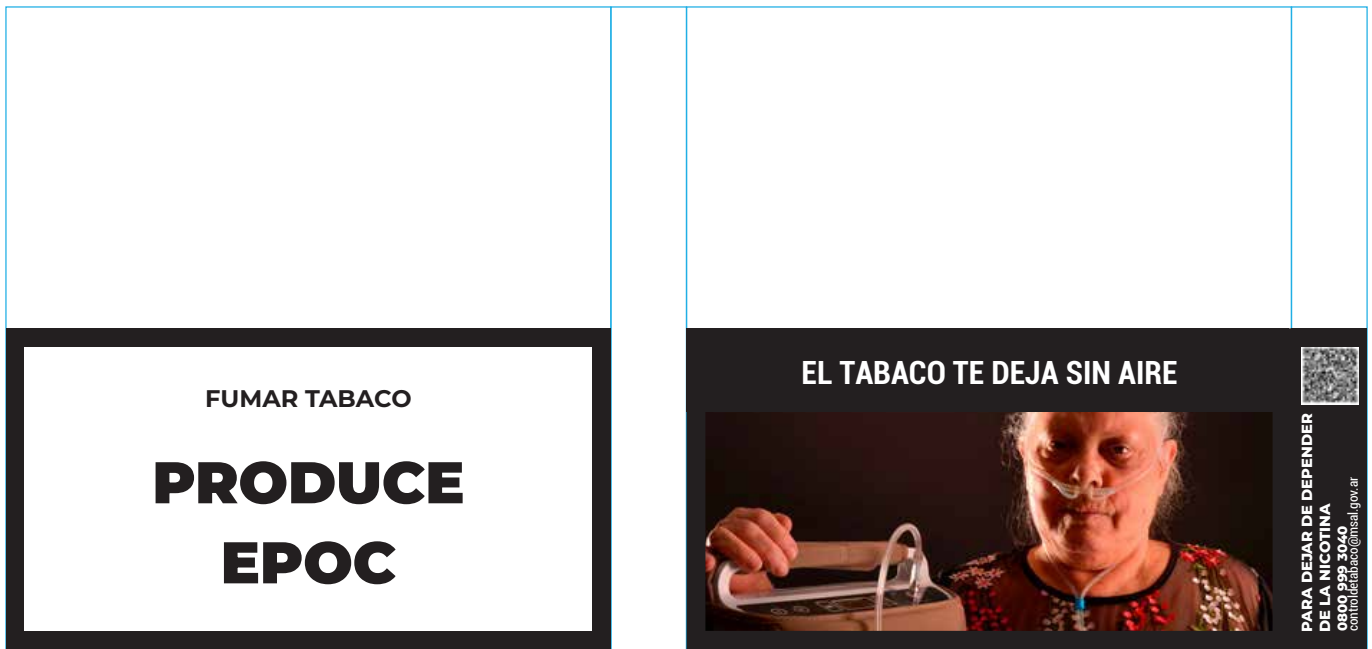 FUMAR TABACO
PRODUCE
EPOC
EL TABACO TE DEJA SIN AIRE
PARA DEJAR DE DEPENDER
DE LA NICOTINA
0800 999 3040
controldetabaco@msal.gov.ar